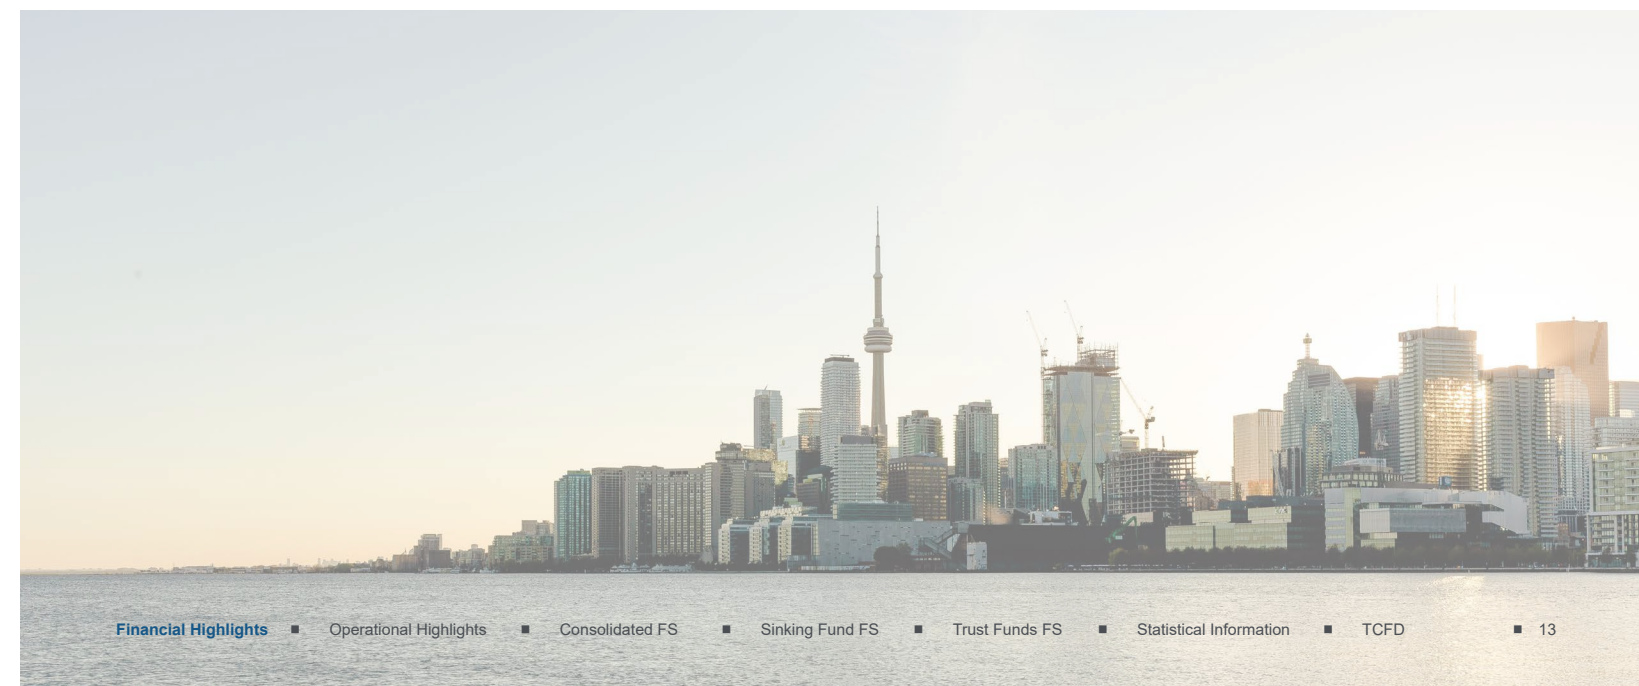 Financial Highlights ■ Operational Highlights ■ Consolidated FS ■ Sinking Fund FS ■ Trust Funds FS ■ Statistical Information ■ TCFD ■ 13